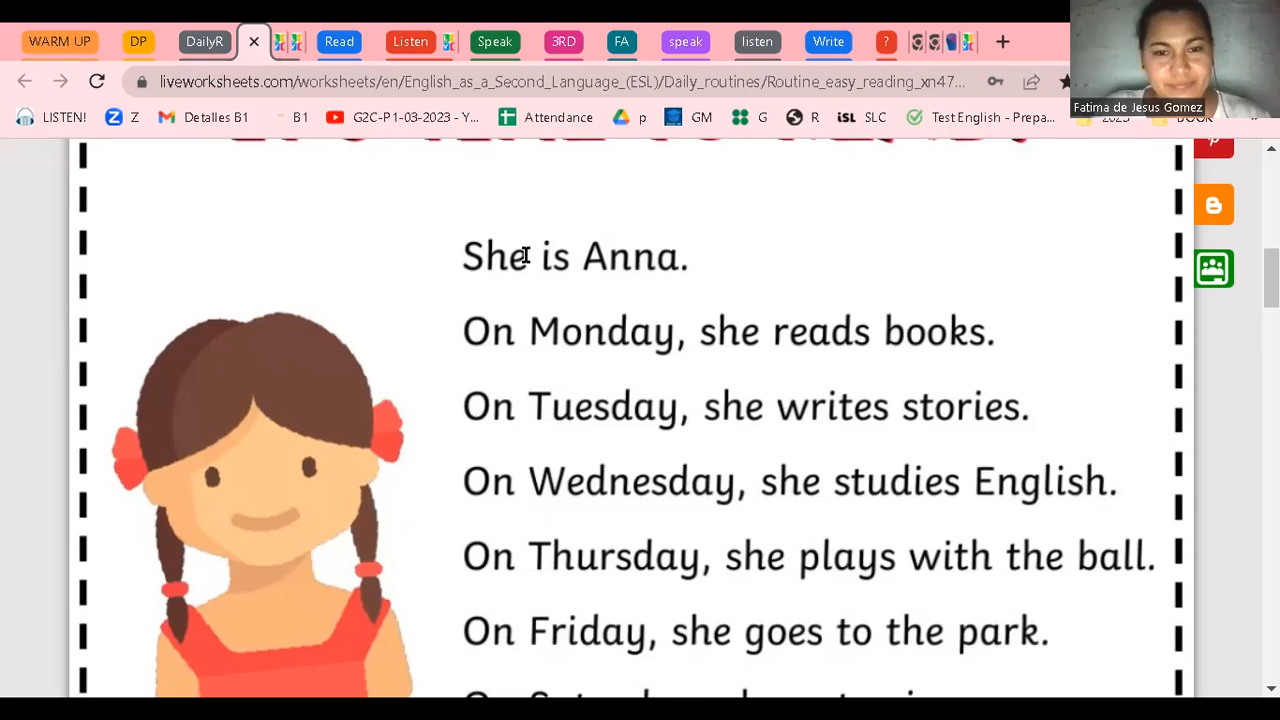 WARM UP
DP
DailyR
Read
Listen
Speak
3RD
FA
speak
listen
Write
?
liveworksheets.com/worksheets/en/English_as_a_Second_Language_(ESL)/Daily_routines/Routine_easy_reading_xn47...
Fatima de Jesus Gomez
LISTEN!
Z
Detalles B1
B1
G2C-P1-03-2023 - Y...
Attendance
p
GM
G
R
iSL SLC
Test English - Prepa...
She is Anna.
On Monday, she reads books.
On Tuesday, she writes stories.
On Wednesday, she studies English.
On Thursday, she plays with the ball.
On Friday, she goes to the park.